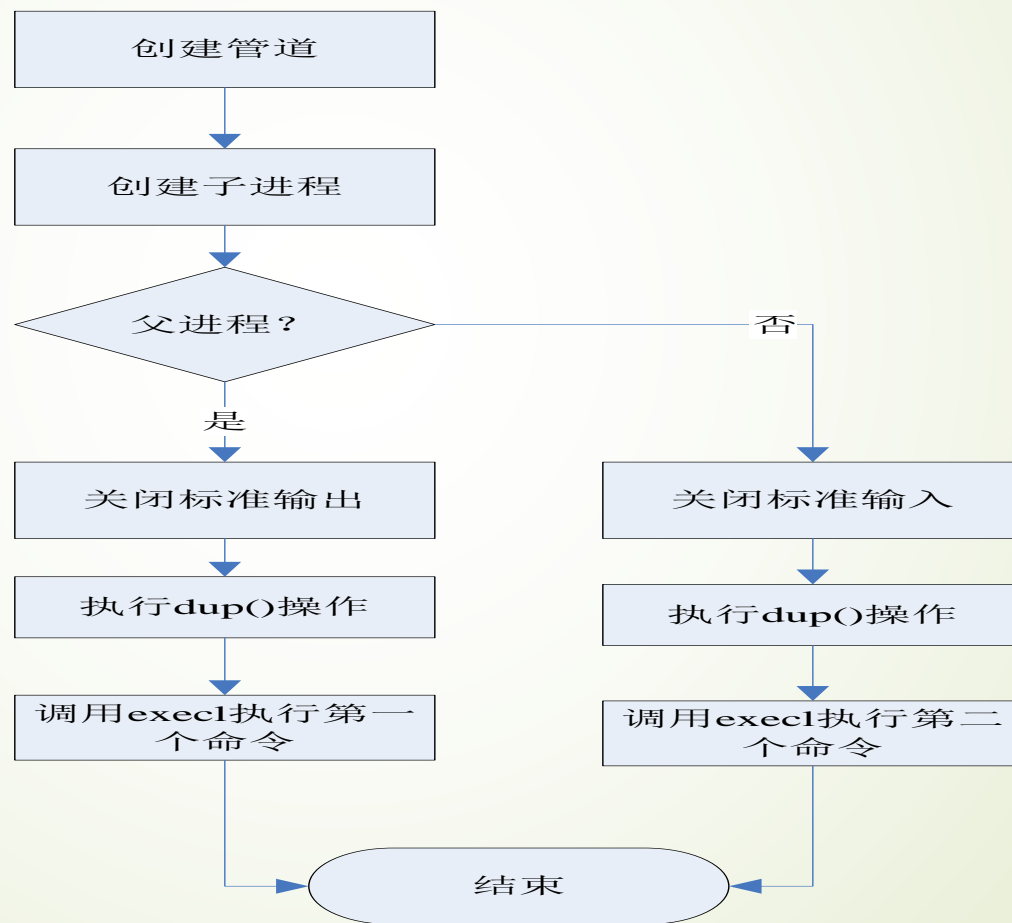 创建管道
创建子进程
父进程?
否
是
关闭标准输出
关闭标准输入
执行dup()操作
执行dup()操作
调用execl执行第一
个命令
调用execl执行第二
个命令
结束